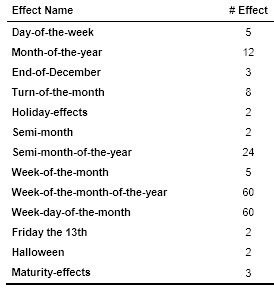 Effect Name # Effect
Day-of-the-week 5
Month-of-the-year 12
End-of-December 3
Turn-of-the-month 8
Holiday-effects 2
Semi-month 2
Semi-month-of-the-year 24
Week-of-the-month 5
Week-of-the-month-of-the-year 60
Week-day-of-the-month 60
Friday the 13th 2
Halloween 2
Maturity-effects 3